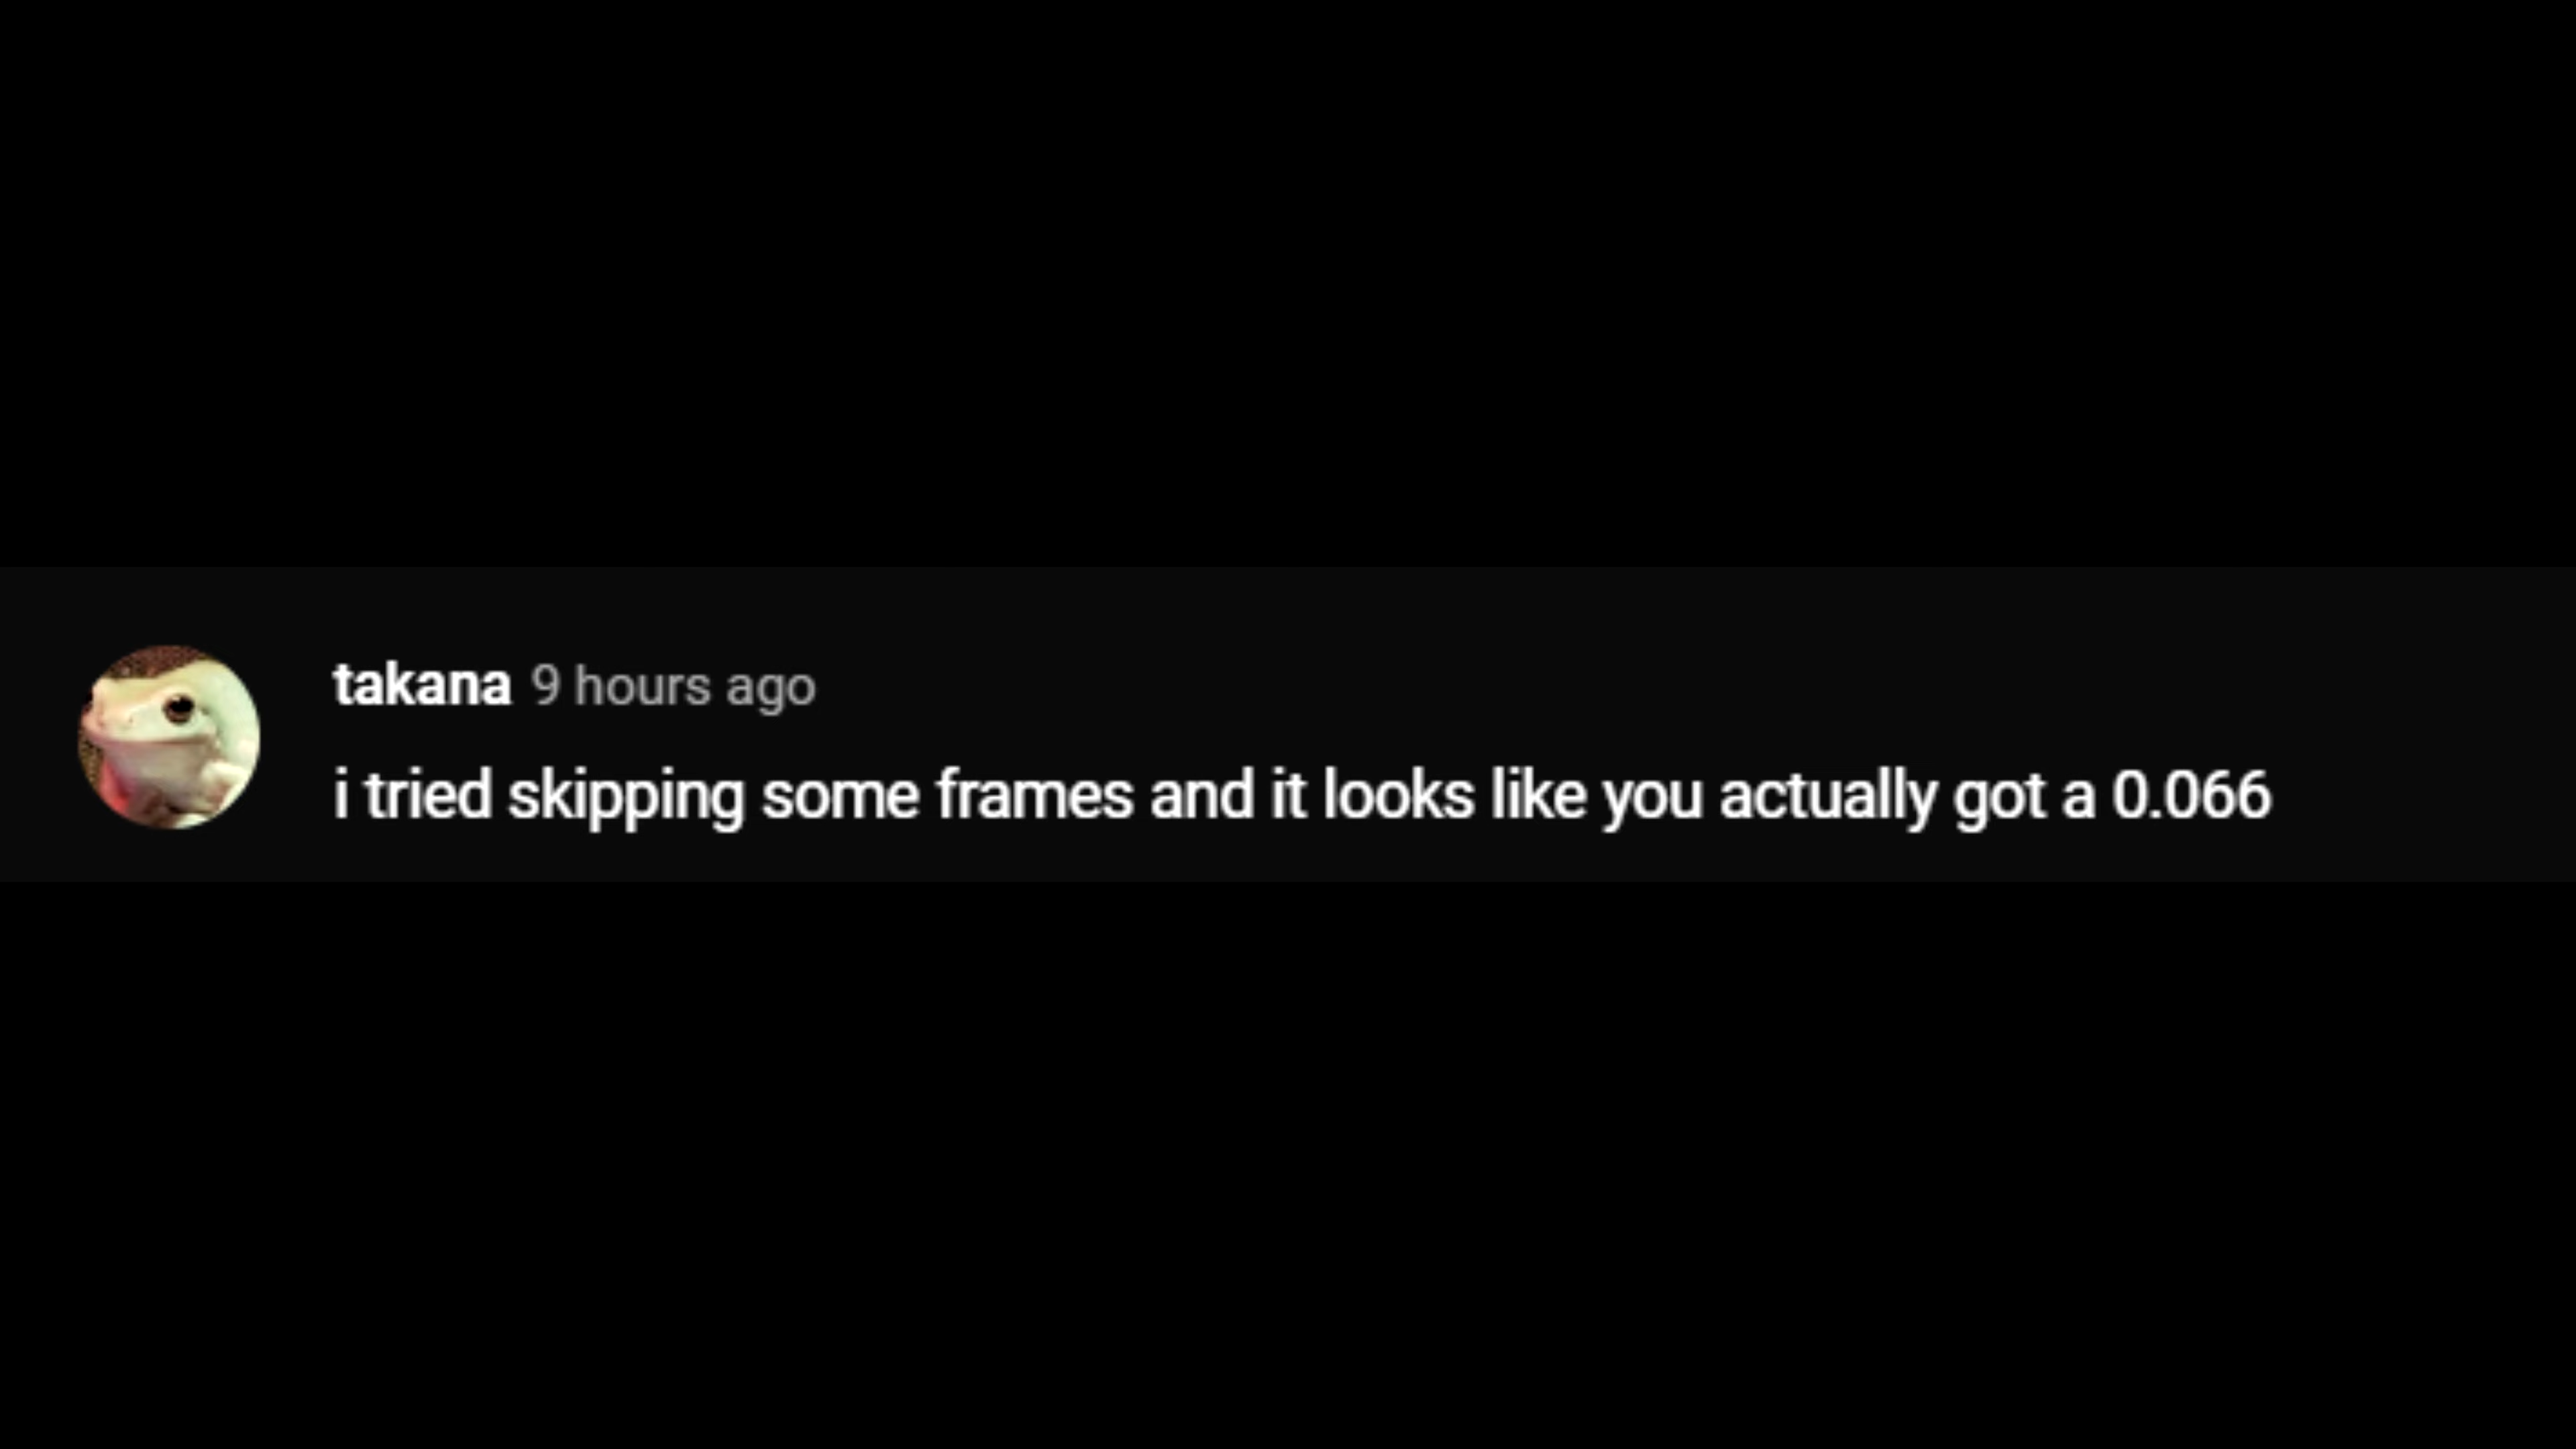 takana 9 hours ago
i tried skipping some frames and it looks like you actually got a 0.066